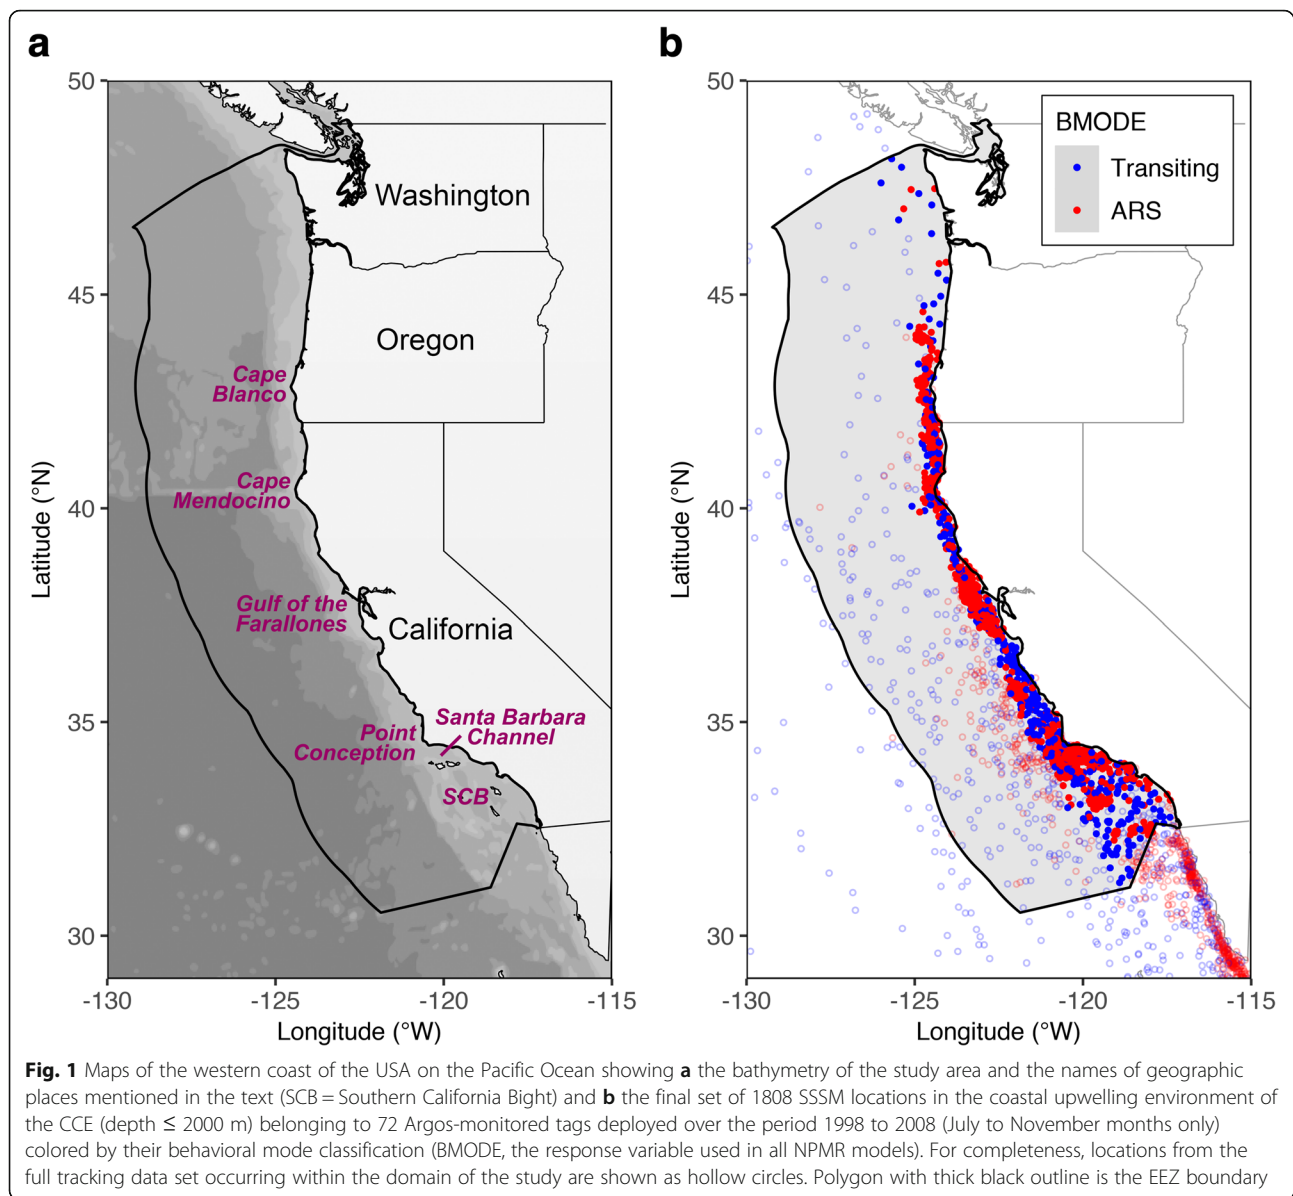 a
50
45
40
35
30
Latitude (°N)
-130
-125
-120
-115
Longitude (°W)
Washington
Oregon
Cape
Blanco
Cape
Mendocino
Gulf of the
Farallones
California
Santa Barbara
Channel
Point
Conception
SCB
b
50
45
40
35
30
Latitude (°N)
-130
-125
-120
-115
Longitude (°W)
BMODE
Transiting
ARS
Fig. 1 Maps of the western coast of the USA on the Pacific Ocean showing a the bathymetry of the study area and the names of geographic
places mentioned in the text (SCB = Southern California Bight) and b the final set of 1808 SSSM locations in the coastal upwelling environment of
the CCE (depth ≤ 2000 m) belonging to 72 Argos-monitored tags deployed over the period 1998 to 2008 (July to November months only)
colored by their behavioral mode classification (BMODE, the response variable used in all NPMR models). For completeness, locations from the
full tracking data set occurring within the domain of the study are shown as hollow circles. Polygon with thick black outline is the EEZ boundary